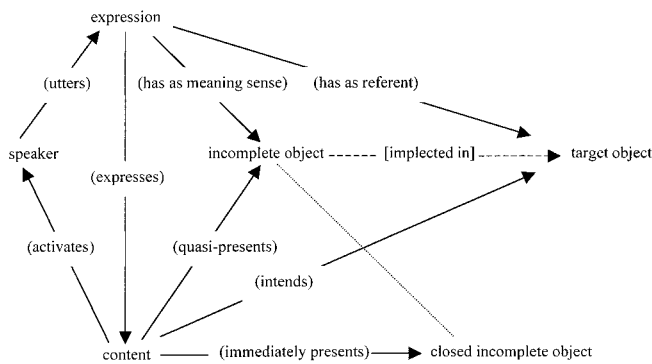 expression
(utters) (has as meaning sense) (has as referent)
speaker incomplete object [implected in] target object
(expresses)
(activates) (quasi-presents)
(intends)
content (immediately presents) closed incomplete object